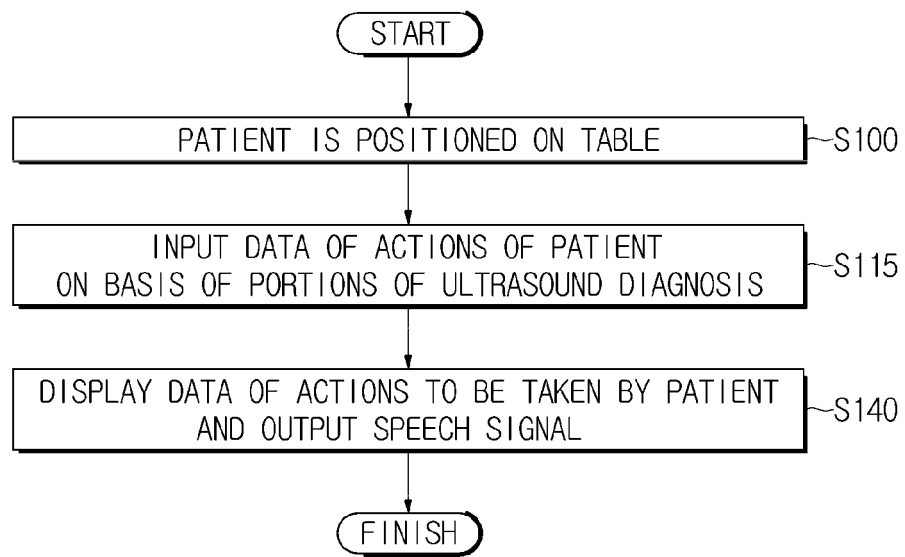 START
PATIENT IS POSITIONED ON TABLE
S100
INPUT DATA OF ACTIONS OF PATIENT
ON BASIS OF PORTIONS OF ULTRASOUND DIAGNOSIS
S115
DISPLAY DATA OF ACTIONS TO BE TAKEN BY PATIENT
AND OUTPUT SPEECH SIGNAL
S140
FINISH